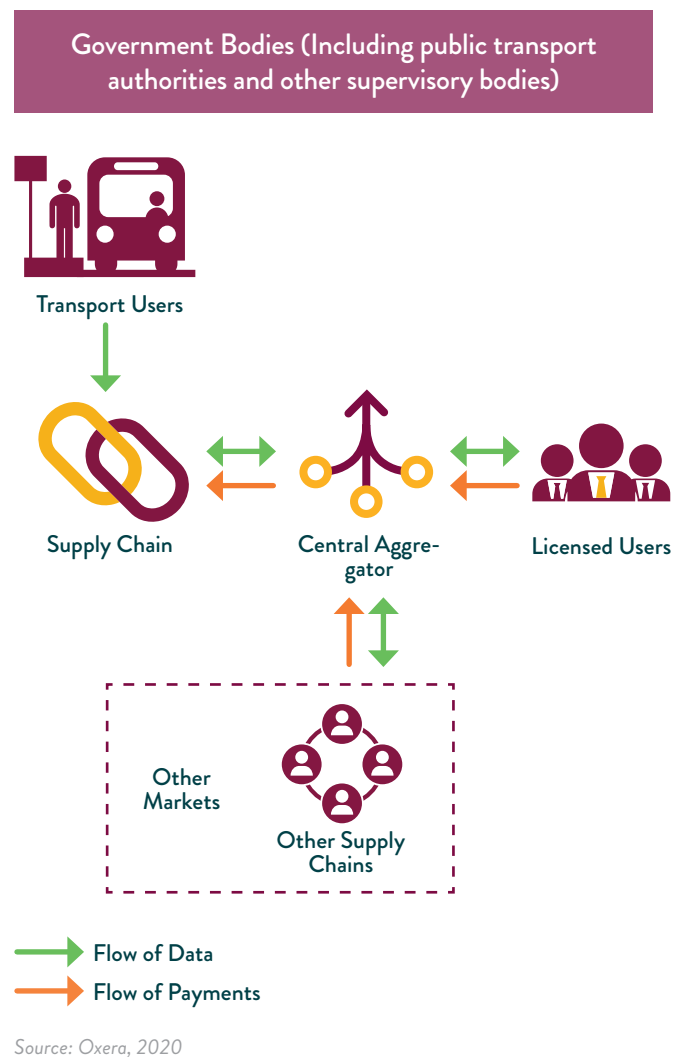 Government Bodies (Including public transport
authorities and other supervisory bodies)
Transport Users
Supply Chain
Central Aggre-
gator
Licensed Users
Other
Markets
Other Supply
Chains
Flow of Data
Flow of Payments
Source: Oxera, 2020